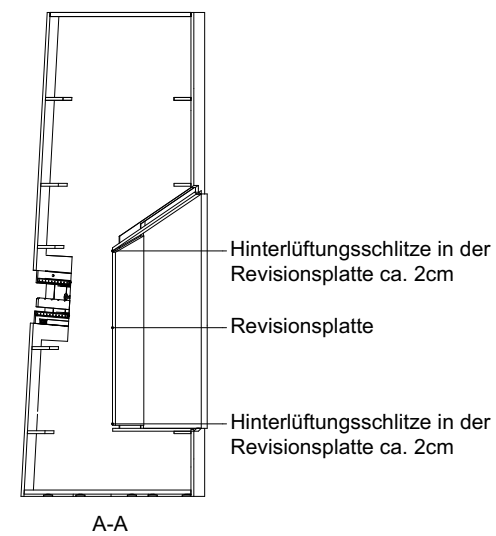 Hinterlüftungsschlitze in der
Revisionsplatte ca. 2cm
Revisionsplatte
Hinterlüftungsschlitze in der
Revisionsplatte ca. 2cm
A-A